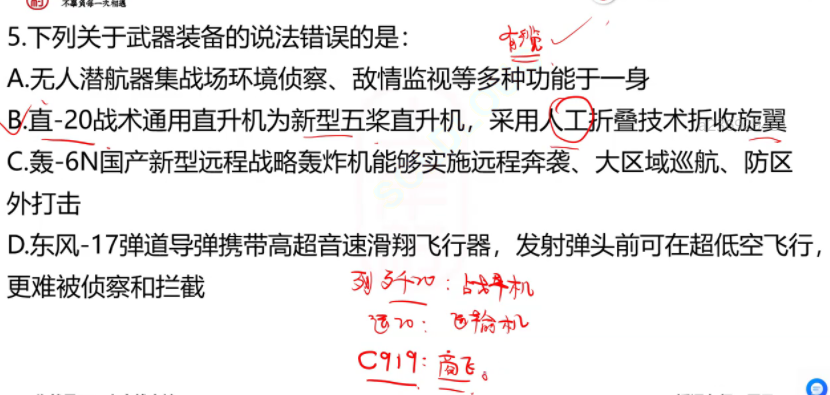 不辜负每一天相遇
5.下列关于武器装备的说法错误的是：
A.无人潜航器集战场环境侦察、敌情监视等多种功能于一身
B.直-20战术通用直升机为新型五桨直升机，采用人工折叠技术折收旋翼
C.轰-6N国产新型远程战略轰炸机能够实施远程奔袭、大区域巡航、防区
外打击
D.东风-17弹道导弹携带高超音速滑翔飞行器，发射弹头前可在超低空飞行，
更难被侦察和拦截
歼20：战斗机
运20：运输机
C919：商飞。